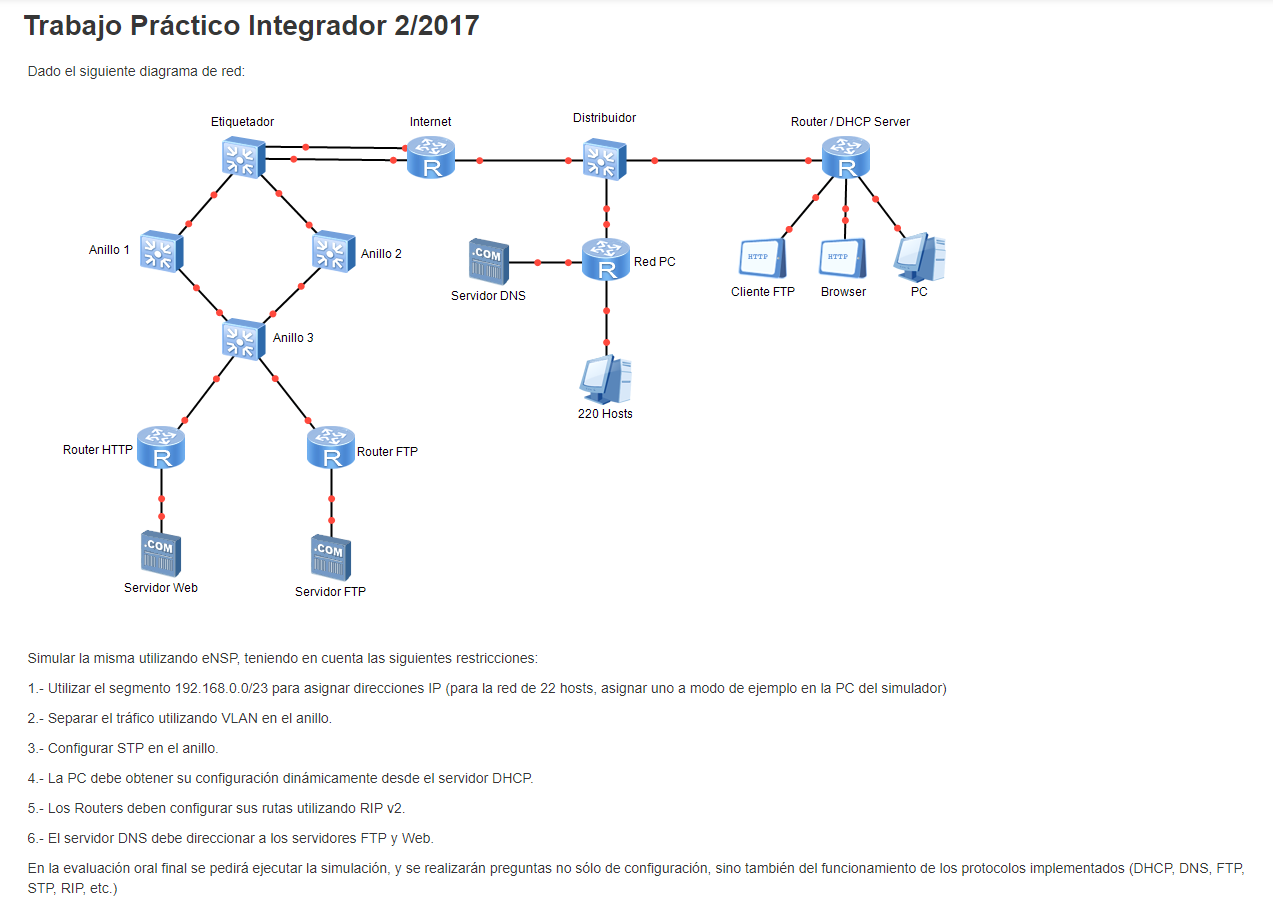 Trabajo Práctico Integrador 2/2017
Dado el siguiente diagrama de red:
Etiquetador
Internet
Distribuidor
Router / DHCP Server
R
R
Anillo 1
Anillo 2
.COM
R
Red PC
HTTP
HTTP
Servidor DNS
Cliente FTP
Browser
PC
Anillo 3
220 Hosts
Router HTTP
R
R
Router FTP
.COM
.COM
Servidor Web
Servidor FTP
Simular la misma utilizando eNSP, teniendo en cuenta las siguientes restricciones:
1.- Utilizar el segmento 192.168.0.0/23 para asignar direcciones IP (para la red de 22 hosts, asignar uno a modo de ejemplo en la PC del simulador)
2.- Separar el tráfico utilizando VLAN en el anillo.
3.- Configurar STP en el anillo.
4.- La PC debe obtener su configuración dinámicamente desde el servidor DHCP.
5.- Los Routers deben configurar sus rutas utilizando RIP v2.
6.- El servidor DNS debe direccionar a los servidores FTP y Web.
En la evaluación oral final se pedirá ejecutar la simulación, y se realizarán preguntas no sólo de configuración, sino también del funcionamiento de los protocolos implementados (DHCP, DNS, FTP,
STP, RIP, etc.)